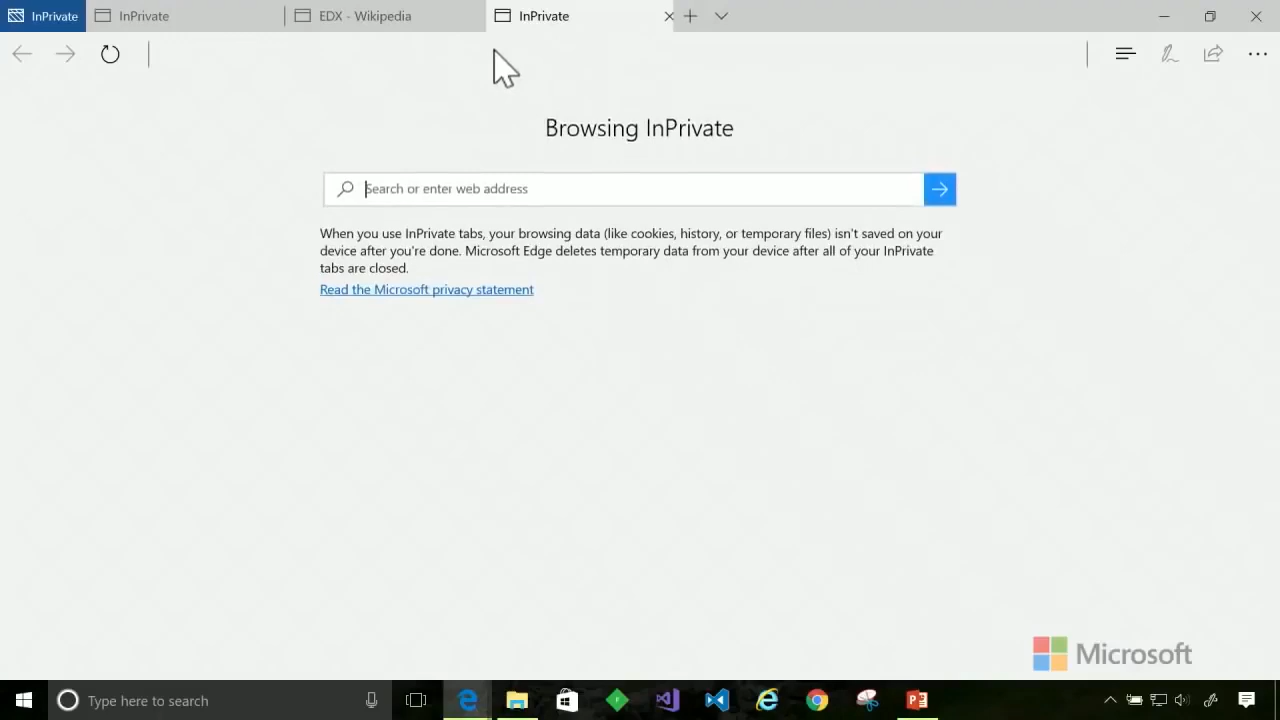 InPrivate
InPrivate
EDX - Wikipedia
InPrivate
Browsing InPrivate
Search or enter web address
When you use InPrivate tabs, your browsing data (like cookies, history, or temporary files) isn't saved on your
device after you're done. Microsoft Edge deletes temporary data from your device after all of your InPrivate
tabs are closed.
Read the Microsoft privacy statement
Microsoft
Type here to search